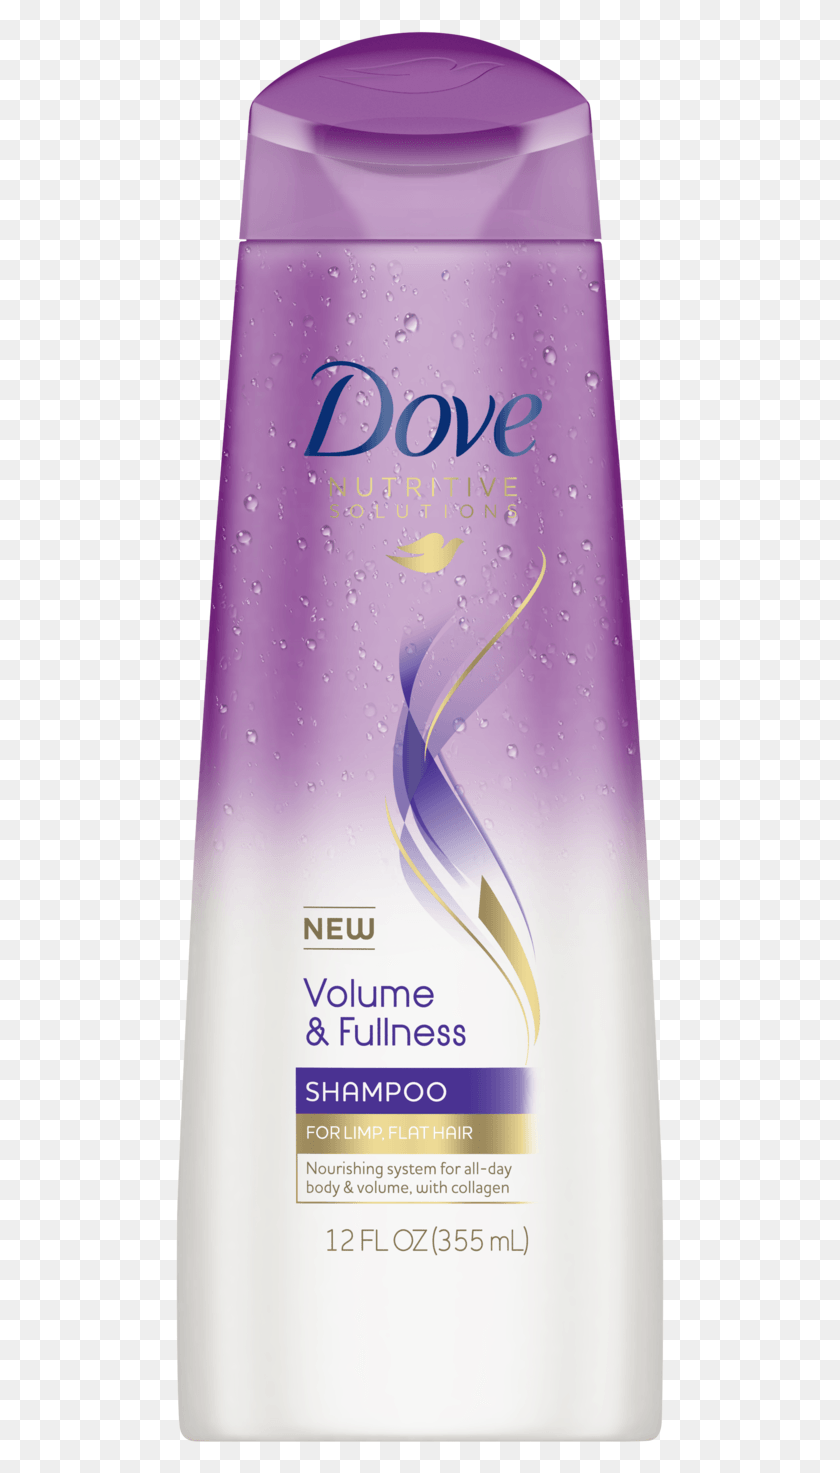 Dove
NUTRITIVE
SOLUTIONS
NEW
Volume
& Fullness
SHAMPOO
FOR LIMP, FLAT HAIR
Nourishing system for all-day
body & volume, with collagen
12 FL OZ (355 mL)